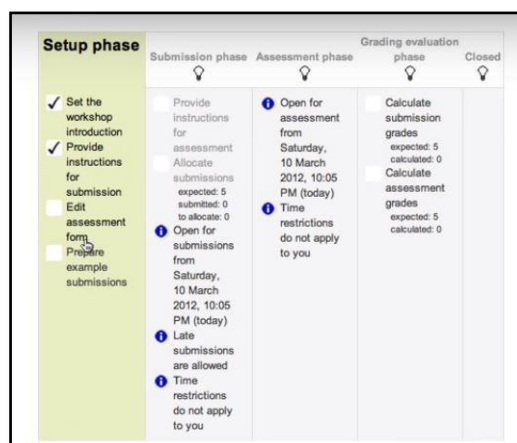 Setup phase
Submission phase
Assessment phase
Grading evaluation
phase
Closed
Set the
workshop
introduction
Provide
instructions
for
submission
Edit
assessment
form
Prepare
example
submissions
Provide
instructions
for
assessment
Allocate
submissions
expected: 5
submitted: 0
to allocate: 0
Open for
submissions
from
Saturday,
10 March
2012, 10:05
PM (today)
Late
submissions
are allowed
Time
restrictions
do not apply
to you
Open for
assessment
from
Saturday,
10 March
2012, 10:05
PM (today)
Time
restrictions
do not apply
to you
Calculate
submission
grades
expected: 5
calculated: 0
Calculate
assessment
grades
expected: 5
calculated: 0